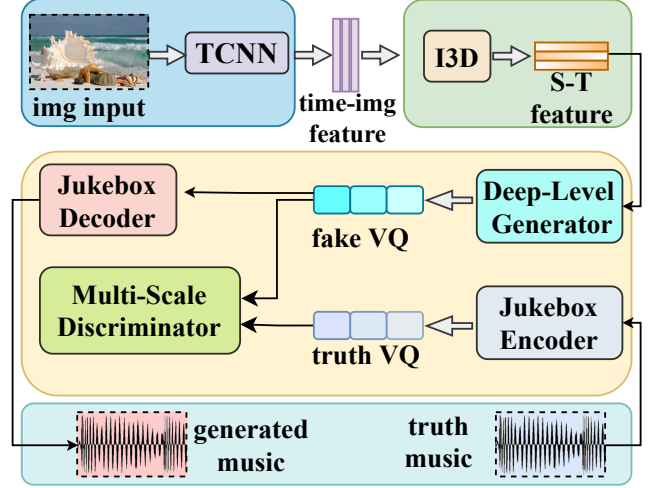 TCNN
img input
time-img
feature
I3D
S-T
feature
Jukebox
Decoder
fake VQ
Deep-Level
Generator
Multi-Scale
Discriminator
truth VQ
Jukebox
Encoder
generated
music
truth
music